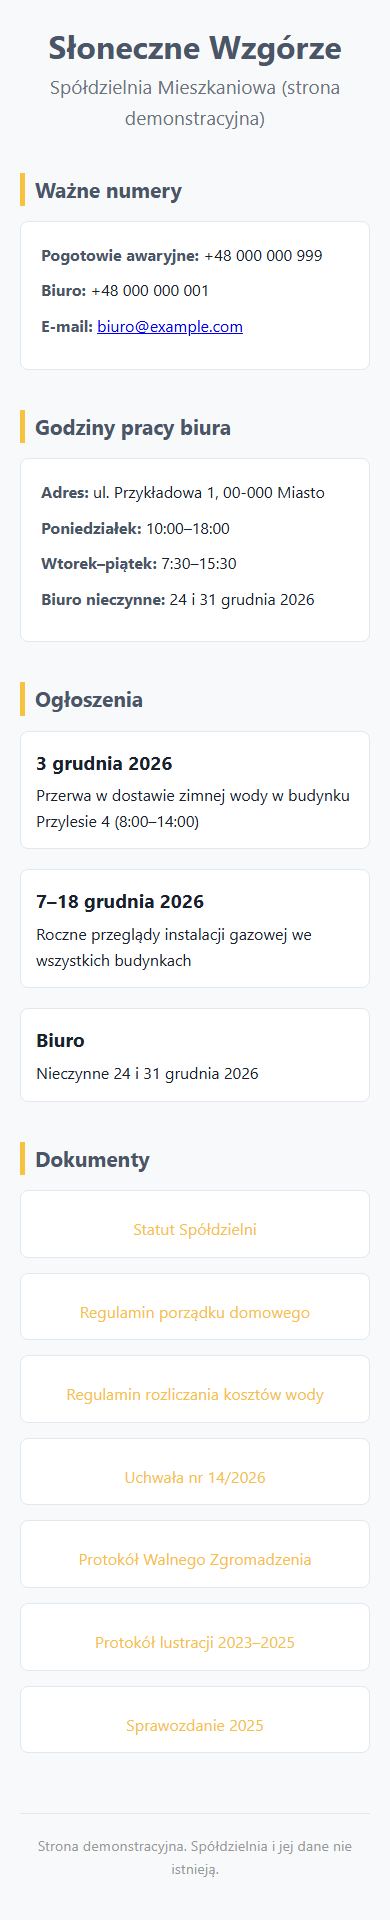 Słoneczne Wzgórze
Spółdzielnia Mieszkaniowa (strona
demonstracyjna)
Ważne numery
Pogotowie awaryjne: +48 000 000 999
Biuro: +48 000 000 001
E-mail: biuro@example.com
Godziny pracy biura
Adres: ul. Przykładowa 1, 00-000 Miasto
Poniedziałek: 10:00–18:00
Wtorek–piątek: 7:30–15:30
Biuro nieczynne: 24 i 31 grudnia 2026
Ogłoszenia
3 grudnia 2026
Przerwa w dostawie zimnej wody w budynku
Przylesie 4 (8:00–14:00)
7–18 grudnia 2026
Roczne przeglądy instalacji gazowej we
wszystkich budynkach
Biuro
Nieczynne 24 i 31 grudnia 2026
Dokumenty
Statut Spółdzielni
Regulamin porządku domowego
Regulamin rozliczania kosztów wody
Uchwała nr 14/2026
Protokół Walnego Zgromadzenia
Protokół lustracji 2023–2025
Sprawozdanie 2025
Strona demonstracyjna. Spółdzielnia i jej dane nie
istnieją.